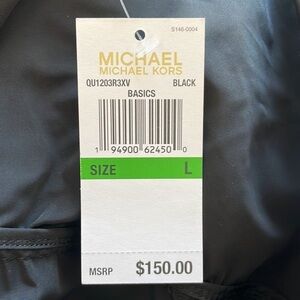 S146-0004
MICHAEL
MICHAEL KORS
QU1203R3XV BLACK
BASICS
1 94900 62450 0
SIZE L
MSRP $150.00